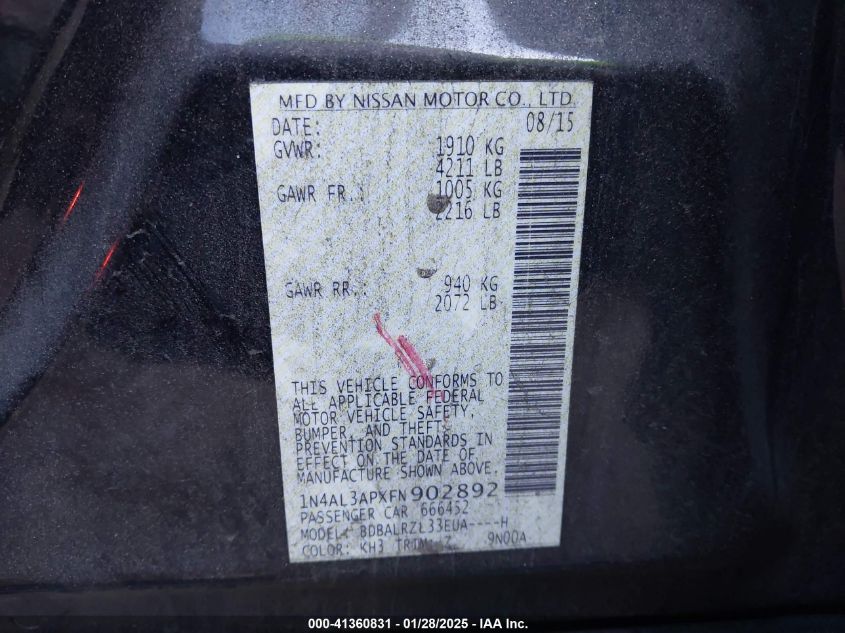 MFD BY NISSAN MOTOR CO., LTD.
DATE: 08/15
GVWR: 1910 KG
4211 LB
GAWR FR.: 1005 KG
2216 LB
GAWR RR.: 940 KG
2072 LB
THIS VEHICLE CONFORMS TO
ALL APPLICABLE FEDERAL
MOTOR VEHICLE SAFETY,
BUMPER, AND THEFT
PREVENTION STANDARDS IN
EFFECT ON THE DATE OF
MANUFACTURE SHOWN ABOVE.
1N4AL3APXFN902892
PASSENGER CAR 666452
MODEL: BDBALRZL33EUA----H
COLOR: KH3 TRIM: Z 9N00A
000-41360831 - 01/28/2025 - IAA Inc.